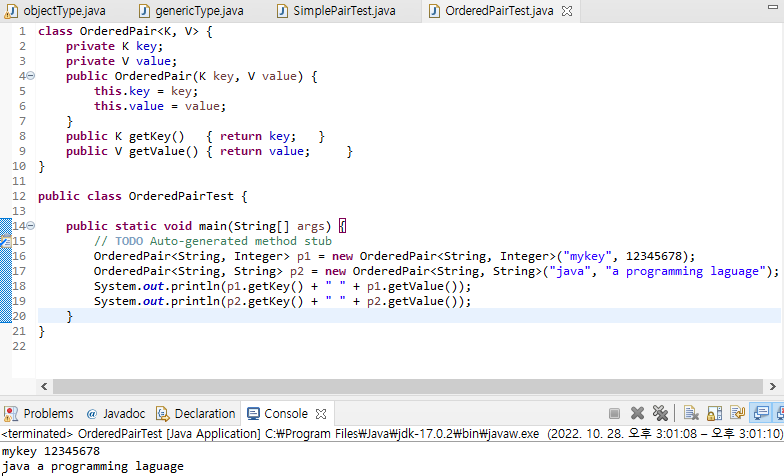 objectType.java genericType.java SimplePairTest.java OrderedPairTest.java
1 class OrderedPair<K, V> {
2 private K key;
3 private V value;
4 public OrderedPair(K key, V value) {
5 this.key = key;
6 this.value = value;
7 }
8 public K getKey() { return key; }
9 public V getValue() { return value; }
10 }
11
12 public class OrderedPairTest {
13
14 public static void main(String[] args) {
15 // TODO Auto-generated method stub
16 OrderedPair<String, Integer> p1 = new OrderedPair<String, Integer>("mykey", 12345678);
17 OrderedPair<String, String> p2 = new OrderedPair<String, String>("java", "a programming laguage");
18 System.out.println(p1.getKey() + " " + p1.getValue());
19 System.out.println(p2.getKey() + " " + p2.getValue());
20 }
21 }
22
Problems @ Javadoc Declaration Console
<terminated> OrderedPairTest [Java Application] C:₩Program Files₩Java₩jdk-17.0.2₩bin₩javaw.exe (2022. 10. 28. 오후 3:01:08 – 오후 3:01:10)
mykey 12345678
java a programming laguage